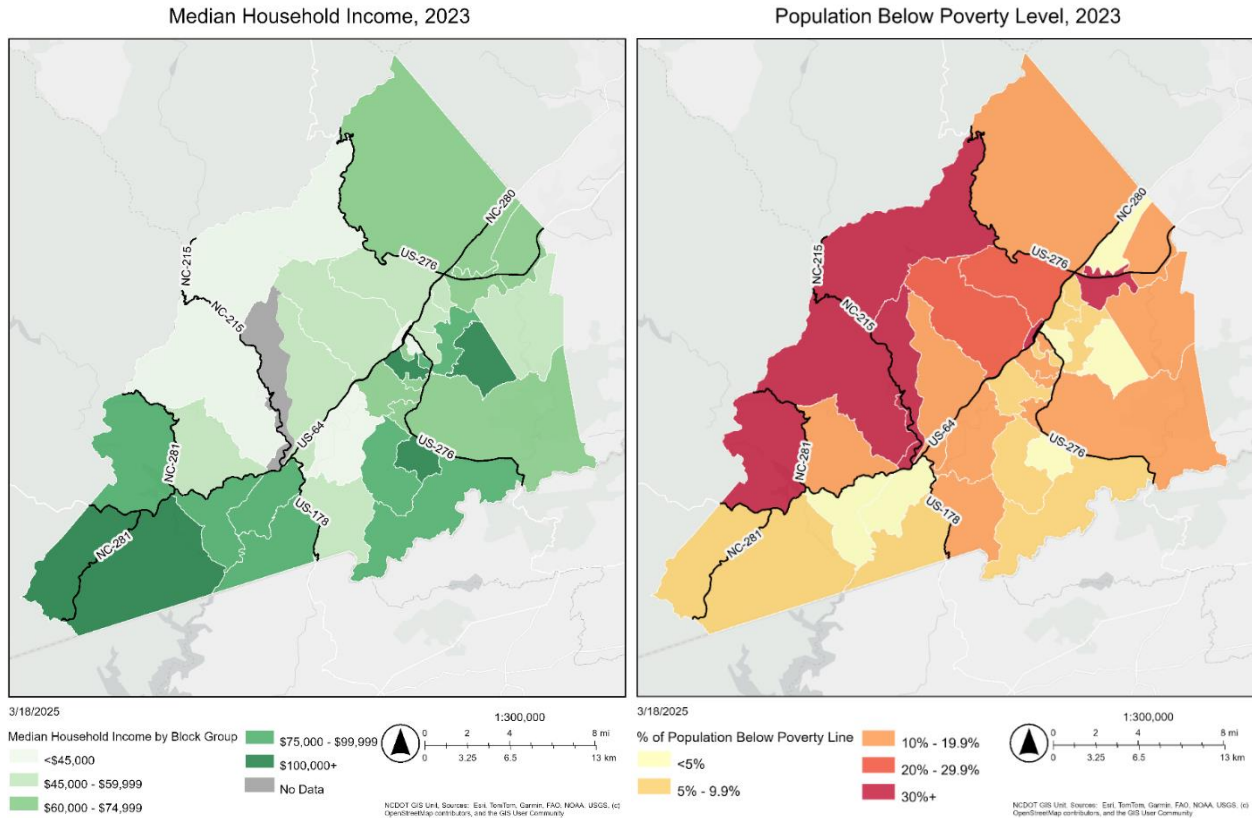 Median Household Income, 2023
NC-280
US-276
NC-215
NC-215
US-64
US-276
NC-281
US-178
NC-281
3/18/2025
1:300,000
Median Household Income by Block Group
<$45,000
$45,000 - $59,999
$60,000 - $74,999
$75,000 - $99,999
$100,000+
No Data
0 2 4 8 mi
0 3.25 6.5 13 km
NCDOT GIS Unit, Sources: Esri, TomTom, Garmin, FAO, NOAA, USGS, (c)
OpenStreetMap contributors, and the GIS User Community
Population Below Poverty Level, 2023
NC-280
US-276
NC-215
NC-215
US-64
US-276
NC-281
US-178
NC-281
3/18/2025
1:300,000
% of Population Below Poverty Line
<5%
5% - 9.9%
10% - 19.9%
20% - 29.9%
30%+
0 2 4 8 mi
0 3.25 6.5 13 km
NCDOT GIS Unit, Sources: Esri, TomTom, Garmin, FAO, NOAA, USGS, (c)
OpenStreetMap contributors, and the GIS User Community